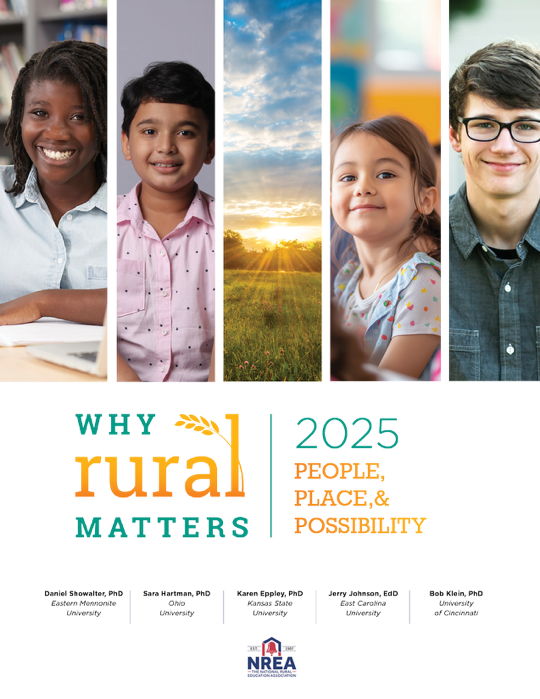 WHY
rural
MATTERS
2025
PEOPLE,
PLACE,&
POSSIBILITY
Daniel Showalter, PhD
Eastern Mennonite
University
Sara Hartman, PhD
Ohio
University
Karen Eppley, PhD
Kansas State
University
Jerry Johnson, EdD
East Carolina
University
Bob Klein, PhD
University
of Cincinnati
EST. 1907
NREA
THE NATIONAL RURAL
EDUCATION ASSOCIATION